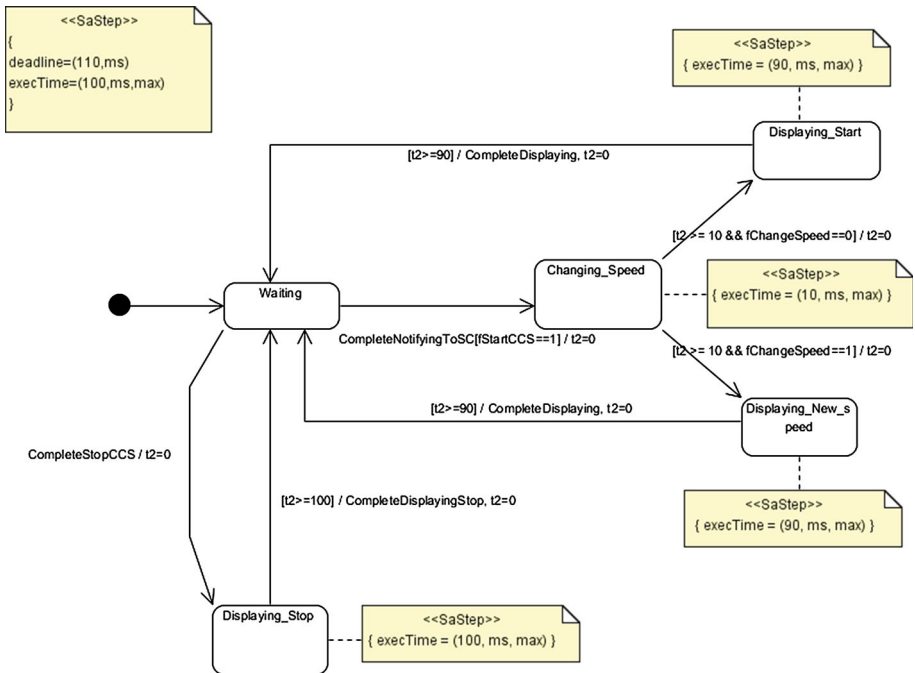 <<SaStep>>
{
deadline=(110,ms)
execTime=(100,ms,max)
}
<<SaStep>>
{ execTime = (90, ms, max) }
Displaying_Start
[t2>=90] / CompleteDisplaying, t2=0
[t2 >= 10 && fChangeSpeed==0] / t2=0
Changing_Speed
<<SaStep>>
{ execTime = (10, ms, max) }
Waiting
CompleteNotifyingToSC[fStartCCS==1] / t2=0
[t2 >= 10 && fChangeSpeed==1] / t2=0
[t2>=90] / CompleteDisplaying, t2=0
Displaying_New_s
peed
CompleteStopCCS / t2=0
[t2>=100] / CompleteDisplayingStop, t2=0
<<SaStep>>
{ execTime = (90, ms, max) }
Displaying_Stop
<<SaStep>>
{ execTime = (100, ms, max) }